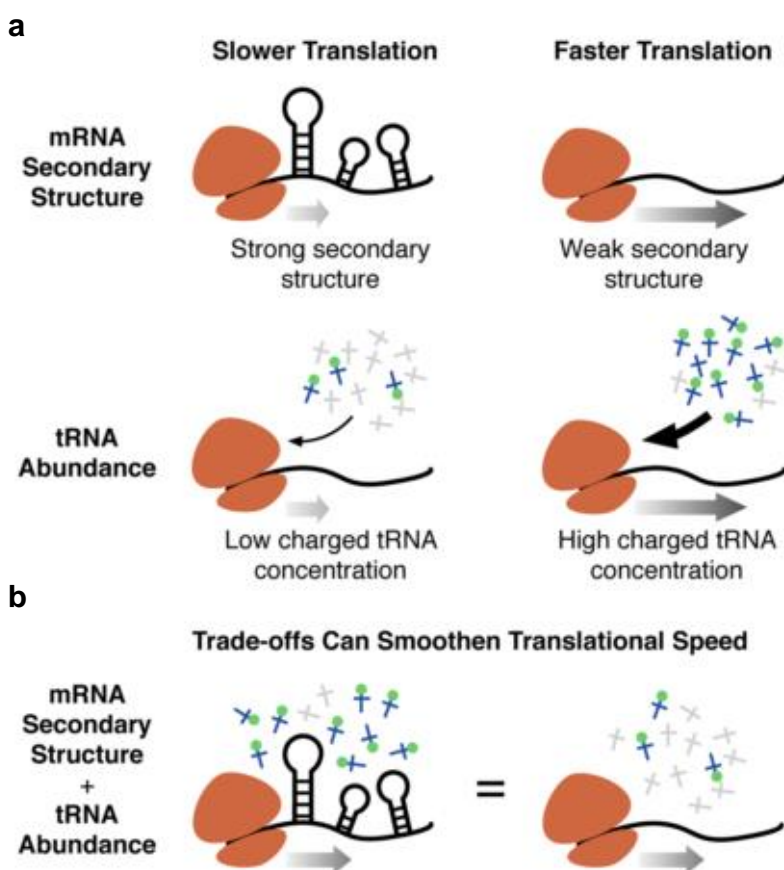 a
Slower Translation
Faster Translation
mRNA
Secondary
Structure
Strong secondary
structure
Weak secondary
structure
tRNA
Abundance
Low charged tRNA
concentration
High charged tRNA
concentration
b
Trade-offs Can Smoothen Translational Speed
mRNA
Secondary
Structure
+
tRNA
Abundance
=